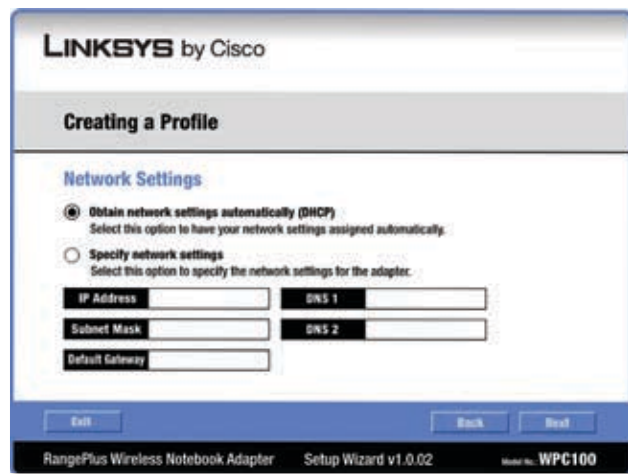 LINKSYS by Cisco
Creating a Profile
Network Settings
Obtain network settings automatically (DHCP)
Select this option to have your network settings assigned automatically.
Specify network settings
Select this option to specify the network settings for the adapter.
IP Address
DNS 1
Subnet Mask
DNS 2
Default Gateway
Exit
Back
Next
RangePlus Wireless Notebook Adapter Setup Wizard v1.0.02 Model No. WPC100